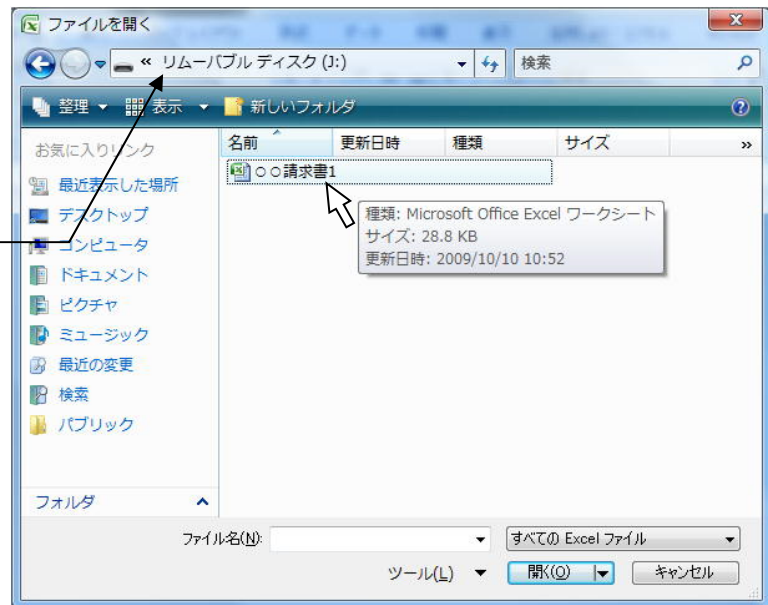 ファイルを開く
« リムーバブル ディスク (J:)
検索
整理 表示 新しいフォルダ
お気に入りリンク
最近表示した場所
デスクトップ
コンピュータ
ドキュメント
ピクチャ
ミュージック
最近の変更
検索
パブリック
フォルダ
名前 更新日時 種類 サイズ »
○○請求書1
種類: Microsoft Office Excel ワークシート
サイズ: 28.8 KB
更新日時: 2009/10/10 10:52
ファイル名(N):
すべての Excel ファイル
ツール(L) 開く(O) キャンセル